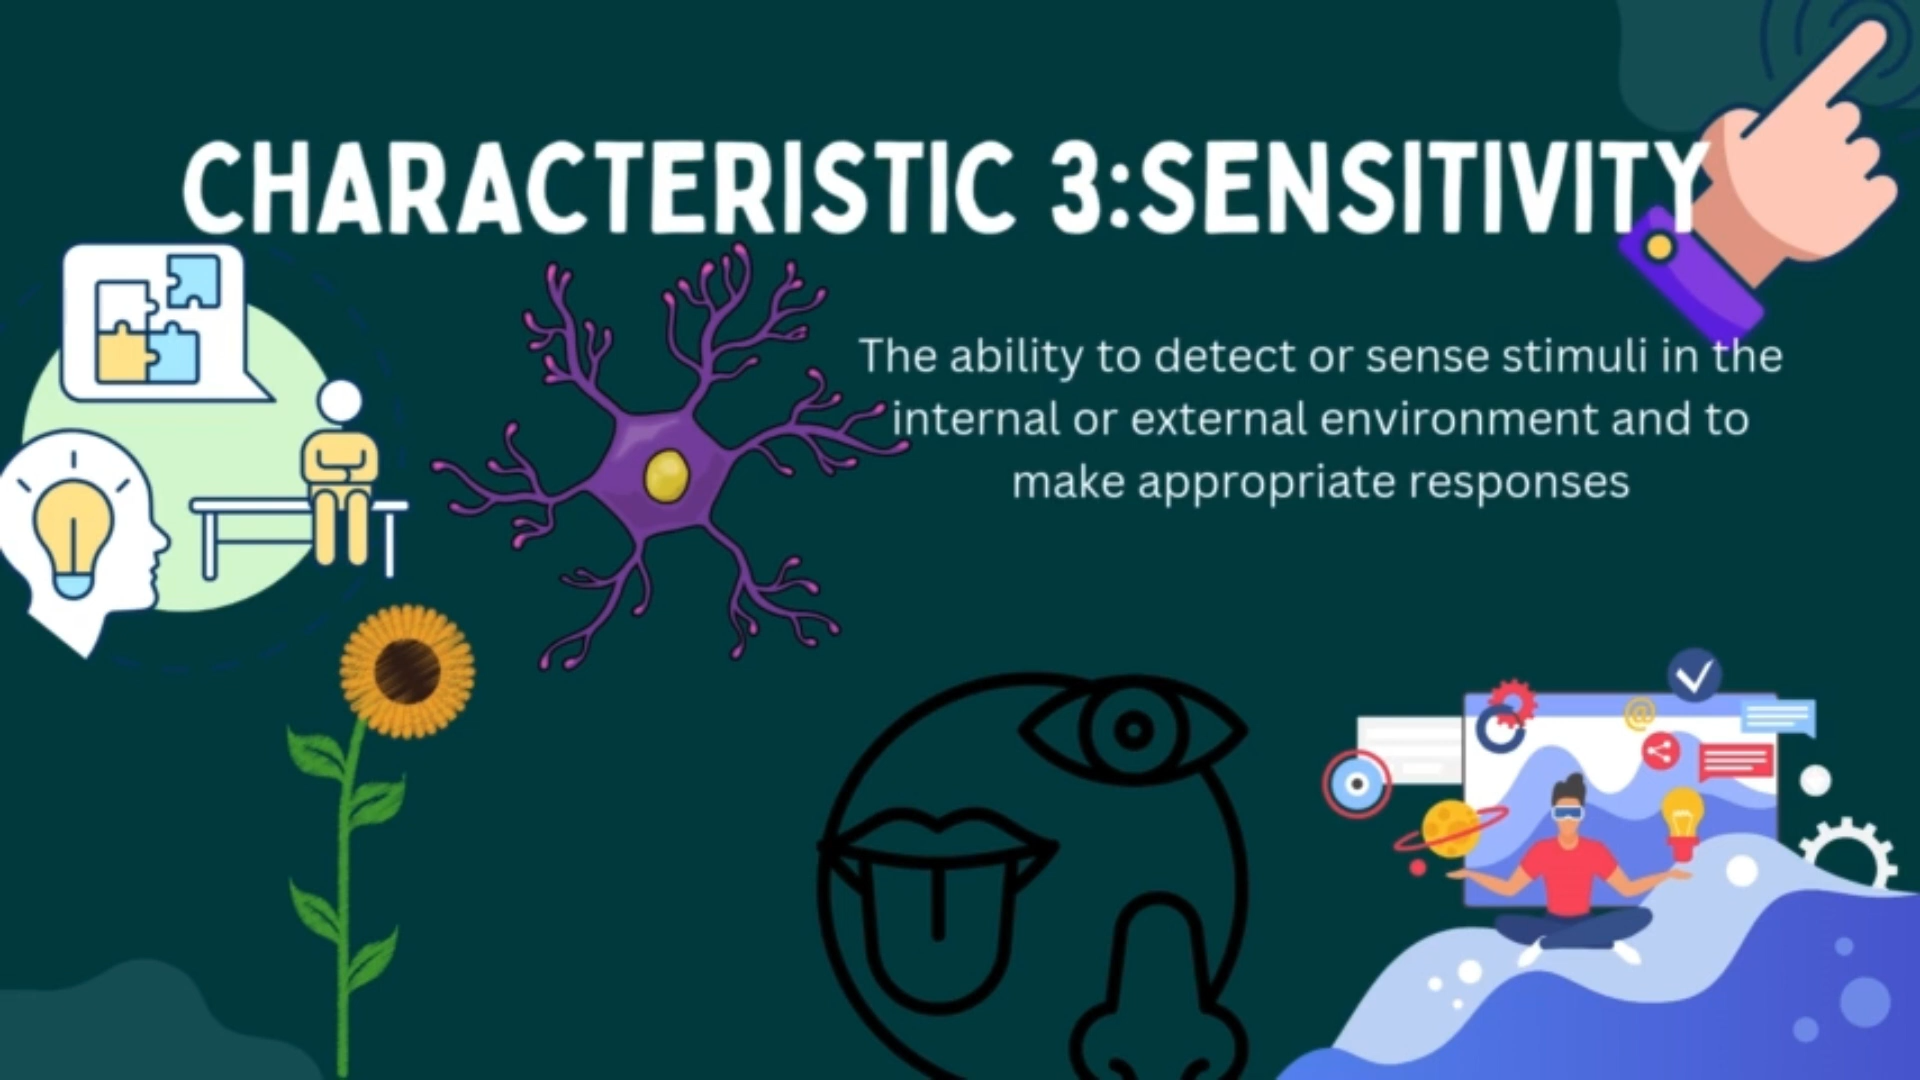 CHARACTERISTIC 3:SENSITIVITY
The ability to detect or sense stimuli in the
internal or external environment and to
make appropriate responses
@